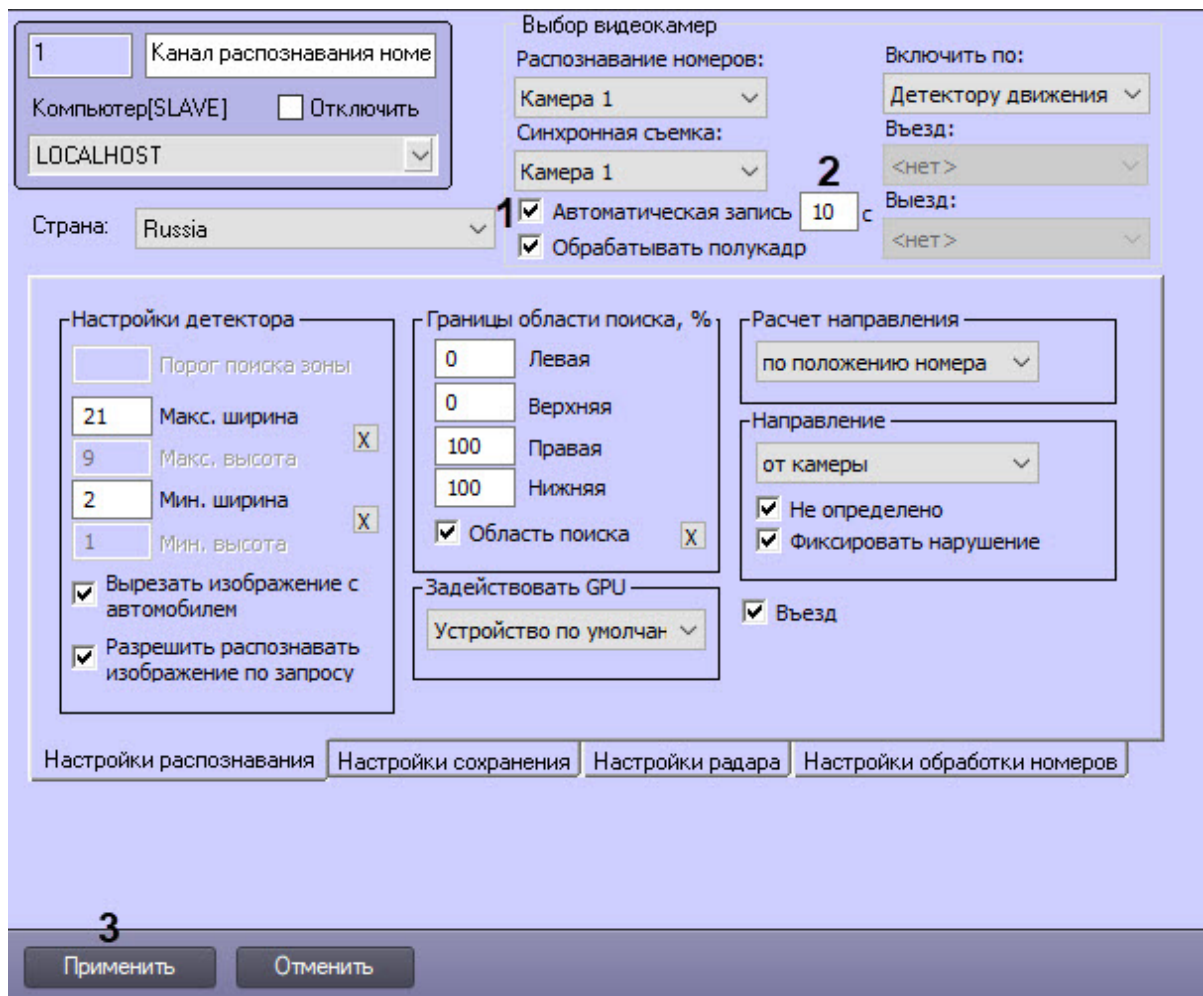 1
Канал распознавания номе
Компьютер[SLAVE]
Отключить
LOCALHOST
Страна:
Russia
Выбор видеокамер
Распознавание номеров:
Камера 1
Синхронная съемка:
Камера 1
1
Автоматическая запись
2
10
с
Обрабатывать полукадр
Включить по:
Детектору движения
Въезд:
<нет>
Выезд:
<нет>
Настройки детектора
Порог поиска зоны
21 Макс. ширина
9 Макс. высота
X
2 Мин. ширина
1 Мин. высота
X
Вырезать изображение с
автомобилем
Разрешить распознавать
изображение по запросу
Границы области поиска, %
0 Левая
0 Верхняя
100 Правая
100 Нижняя
Область поиска X
Задействовать GPU
Устройство по умолчан
Расчет направления
по положению номера
Направление
от камеры
Не определено
Фиксировать нарушение
Въезд
Настройки распознавания
Настройки сохранения
Настройки радара
Настройки обработки номеров
3
Применить
Отменить